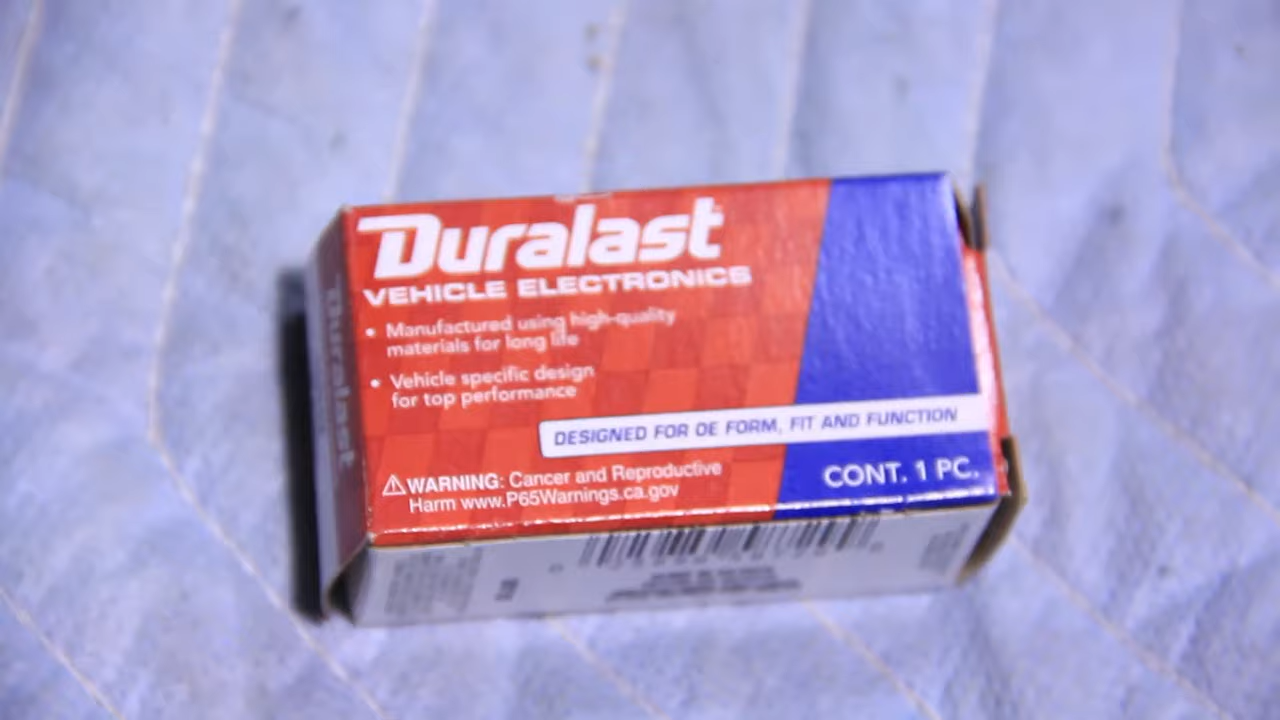 Duralast
VEHICLE ELECTRONICS
• Manufactured using high-quality
materials for long life
• Vehicle specific design
for top performance
DESIGNED FOR OE FORM, FIT AND FUNCTION
⚠WARNING: Cancer and Reproductive
Harm www.P65Warnings.ca.gov
CONT. 1 PC.
Duralast